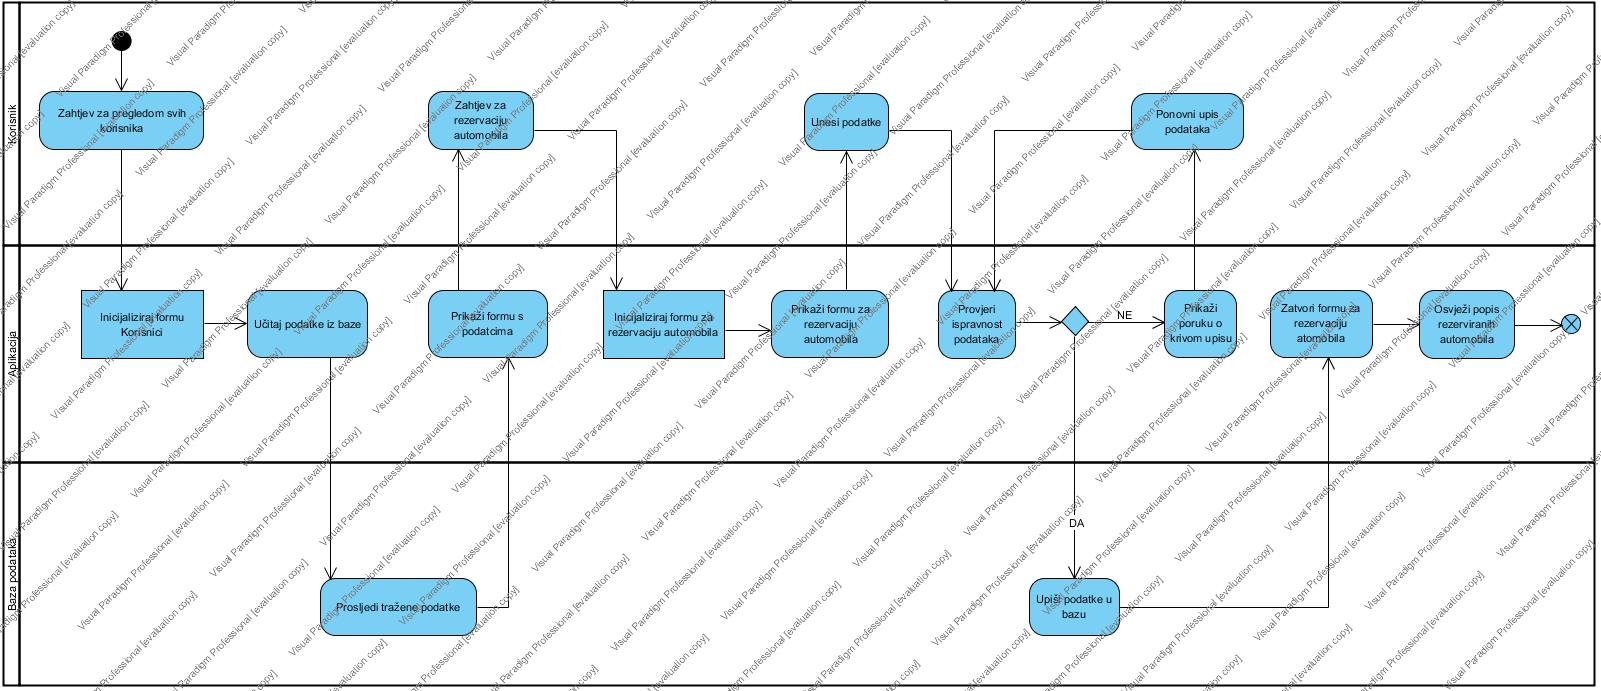 Korisnik
Zahtjev za pregledom svih
korisnika
Zahtjev za
rezervaciju
automobila
Unesi podatke
Ponovni upis
podataka
Aplikacija
Inicijaliziraj formu
Korisnici
Učitaj podatke iz baze
Prikaži formu s
podatcima
Inicijaliziraj formu za
rezervaciju automobila
Prikaži formu za
rezervaciju
automobila
Provjeri
ispravnost
podataka
NE
Prikaži
poruku o
krivom upisu
Zatvori formu za
rezervaciju
atomobila
Osvježi popis
rezerviranih
automobila
DA
Baza podataka
Prosljedi tražene podatke
Upiši podatke u
bazu
Visual Paradigm Professional [evaluation copy]